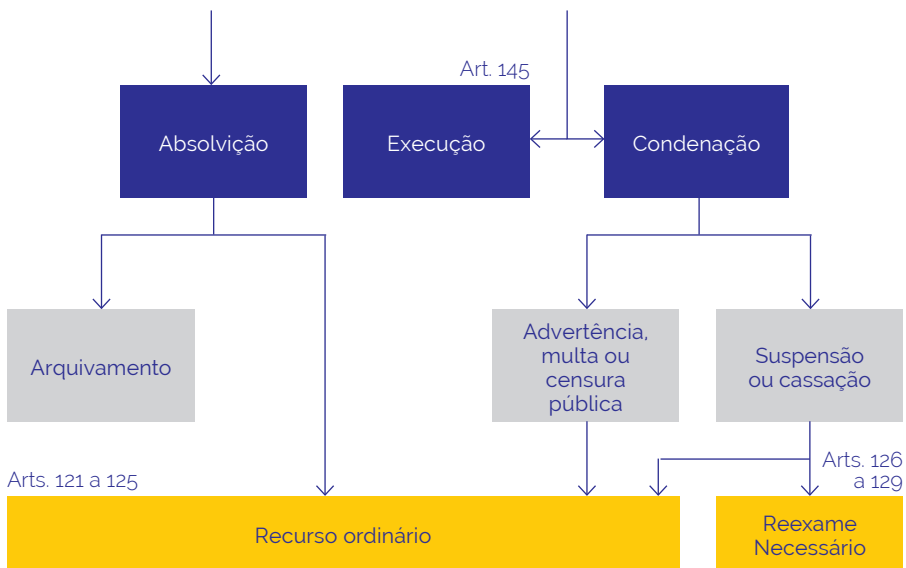 Art. 145
Absolvição
Execução
Condenação
Arquivamento
Advertência,
multa ou
censura
pública
Suspensão
ou cassação
Arts. 121 a 125
Arts. 126
a 129
Recurso ordinário
Reexame
Necessário